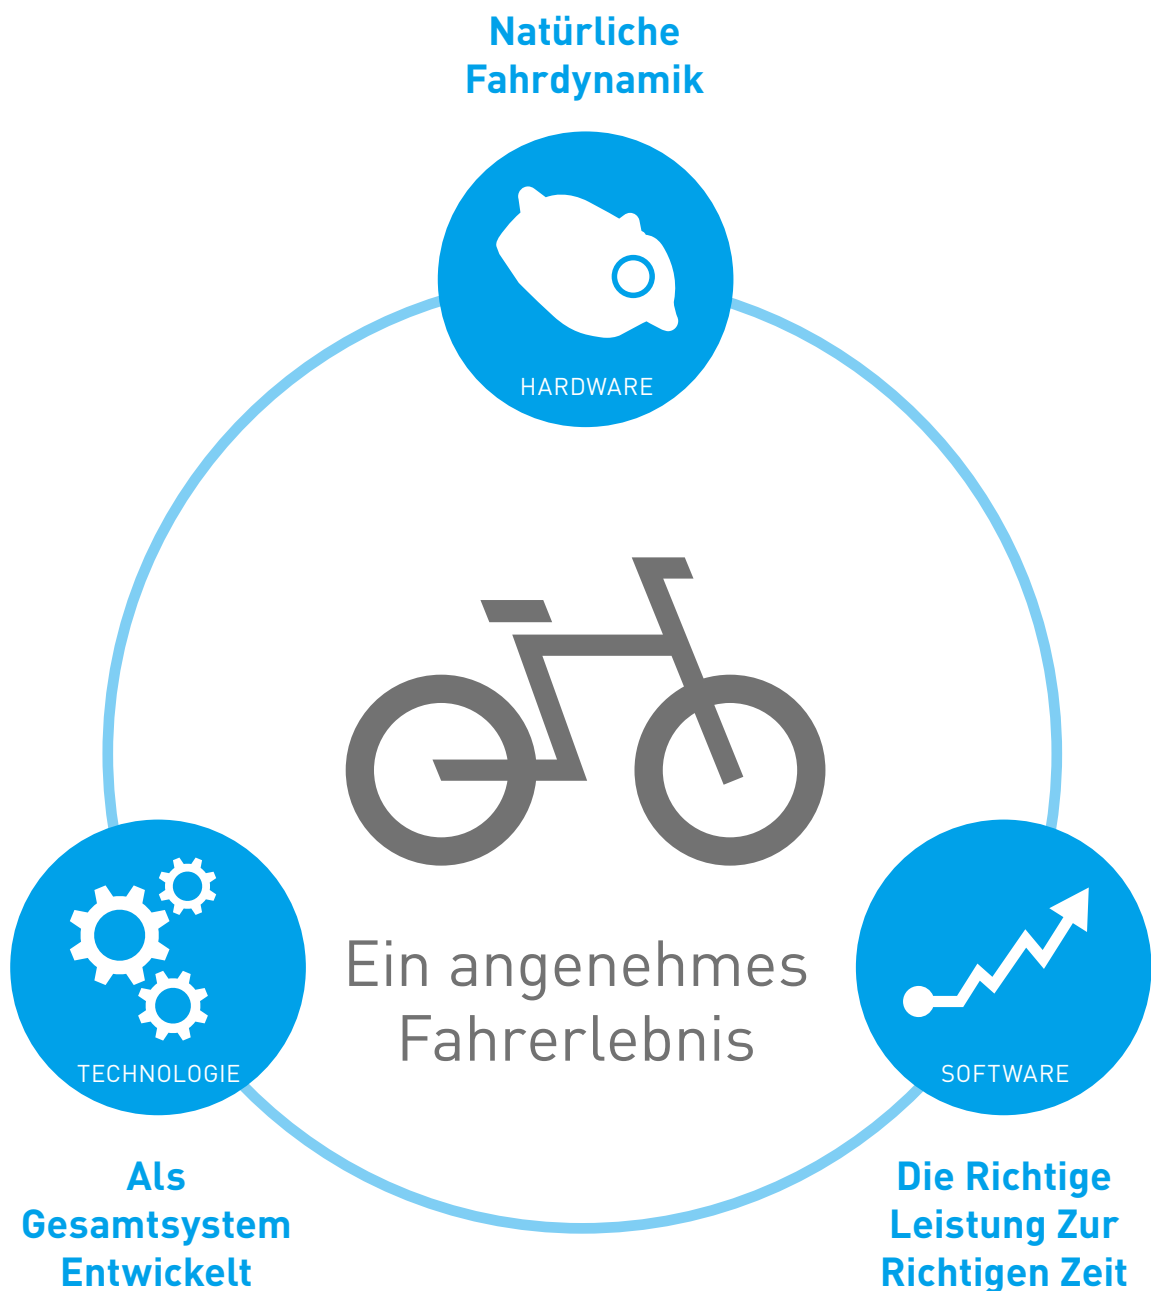 Natürliche
Fahrdynamik
HARDWARE
Ein angenehmes
Fahrerlebnis
TECHNOLOGIE
Als
Gesamtsystem
Entwickelt
SOFTWARE
Die Richtige
Leistung Zur
Richtigen Zeit